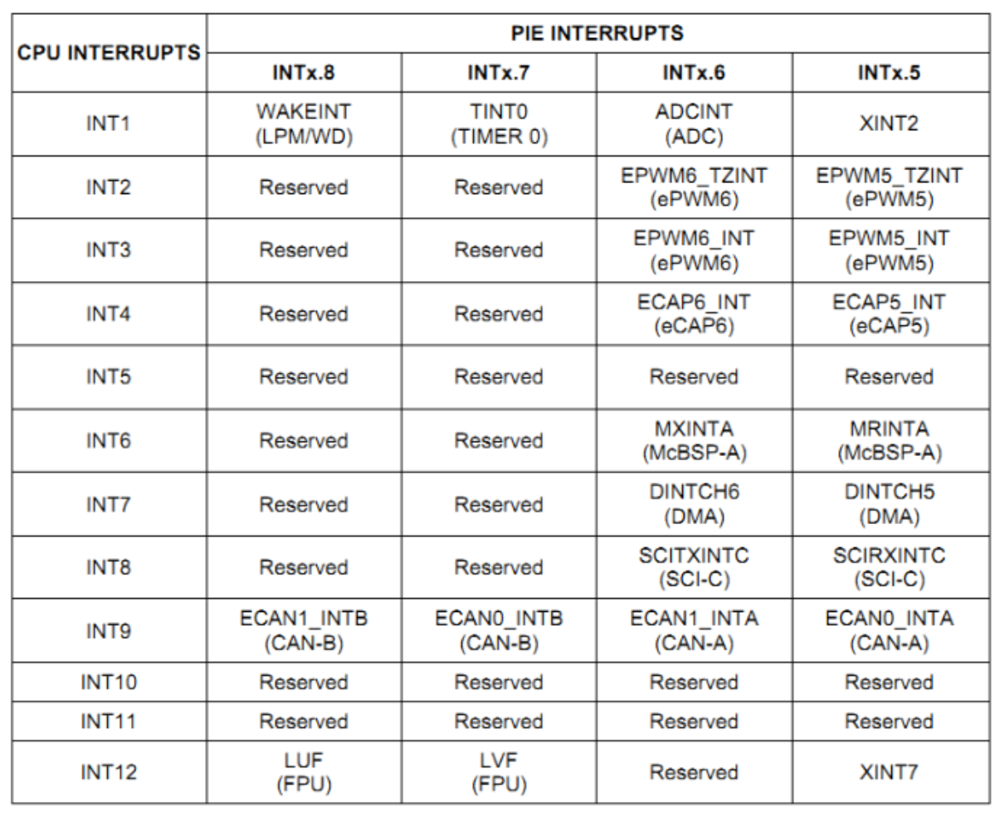 CPU INTERRUPTS
PIE INTERRUPTS
INTx.8 INTx.7 INTx.6 INTx.5
INT1
WAKEINT
(LPM/WD)
TINT0
(TIMER 0)
ADCINT
(ADC)
XINT2
INT2
Reserved
Reserved
EPWM6_TZINT
(ePWM6)
EPWM5_TZINT
(ePWM5)
INT3
Reserved
Reserved
EPWM6_INT
(ePWM6)
EPWM5_INT
(ePWM5)
INT4
Reserved
Reserved
ECAP6_INT
(eCAP6)
ECAP5_INT
(eCAP5)
INT5
Reserved
Reserved
Reserved
Reserved
INT6
Reserved
Reserved
MXINTA
(McBSP-A)
MRINTA
(McBSP-A)
INT7
Reserved
Reserved
DINTCH6
(DMA)
DINTCH5
(DMA)
INT8
Reserved
Reserved
SCITXINTC
(SCI-C)
SCIRXINTC
(SCI-C)
INT9
ECAN1_INTB
(CAN-B)
ECAN0_INTB
(CAN-B)
ECAN1_INTA
(CAN-A)
ECAN0_INTA
(CAN-A)
INT10
Reserved
Reserved
Reserved
Reserved
INT11
Reserved
Reserved
Reserved
Reserved
INT12
LUF
(FPU)
LVF
(FPU)
Reserved
XINT7